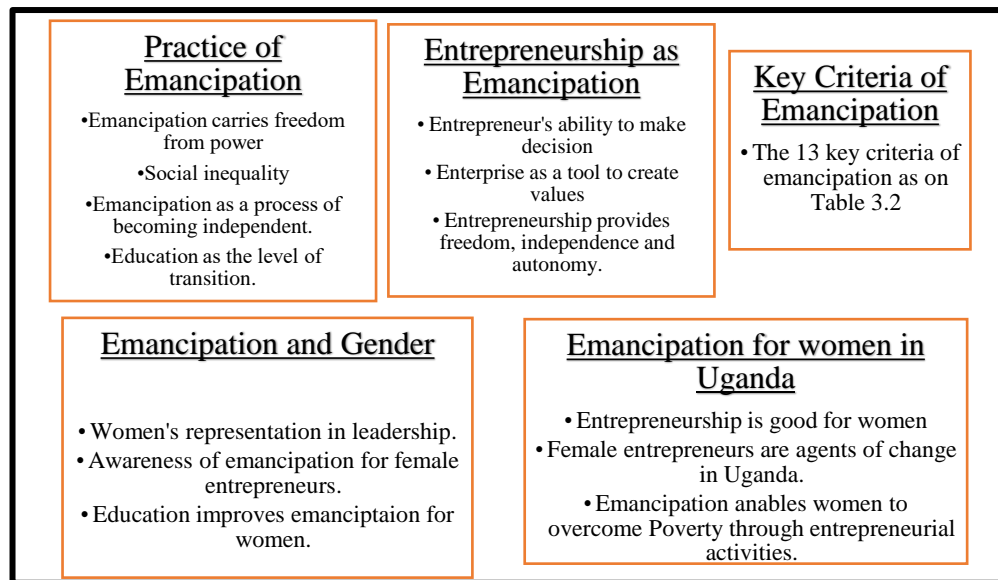 Practice of
Emancipation
•Emancipation carries freedom
from power
•Social inequality
•Emancipation as a process of
becoming independent.
•Education as the level of
transition.
Entrepreneurship as
Emancipation
• Entrepreneur's ability to make
decision
• Enterprise as a tool to create
values
• Entrepreneurship provides
freedom, independence and
autonomy.
Key Criteria of
Emancipation
• The 13 key criteria of
emancipation as on
Table 3.2
Emancipation and Gender
• Women's representation in leadership.
• Awareness of emancipation for female
entrepreneurs.
• Education improves emanciptaion for
women.
Emancipation for women in
Uganda
• Entrepreneurship is good for women
• Female entrepreneurs are agents of change
in Uganda.
• Emancipation anables women to
overcome Poverty through entrepreneurial
activities.